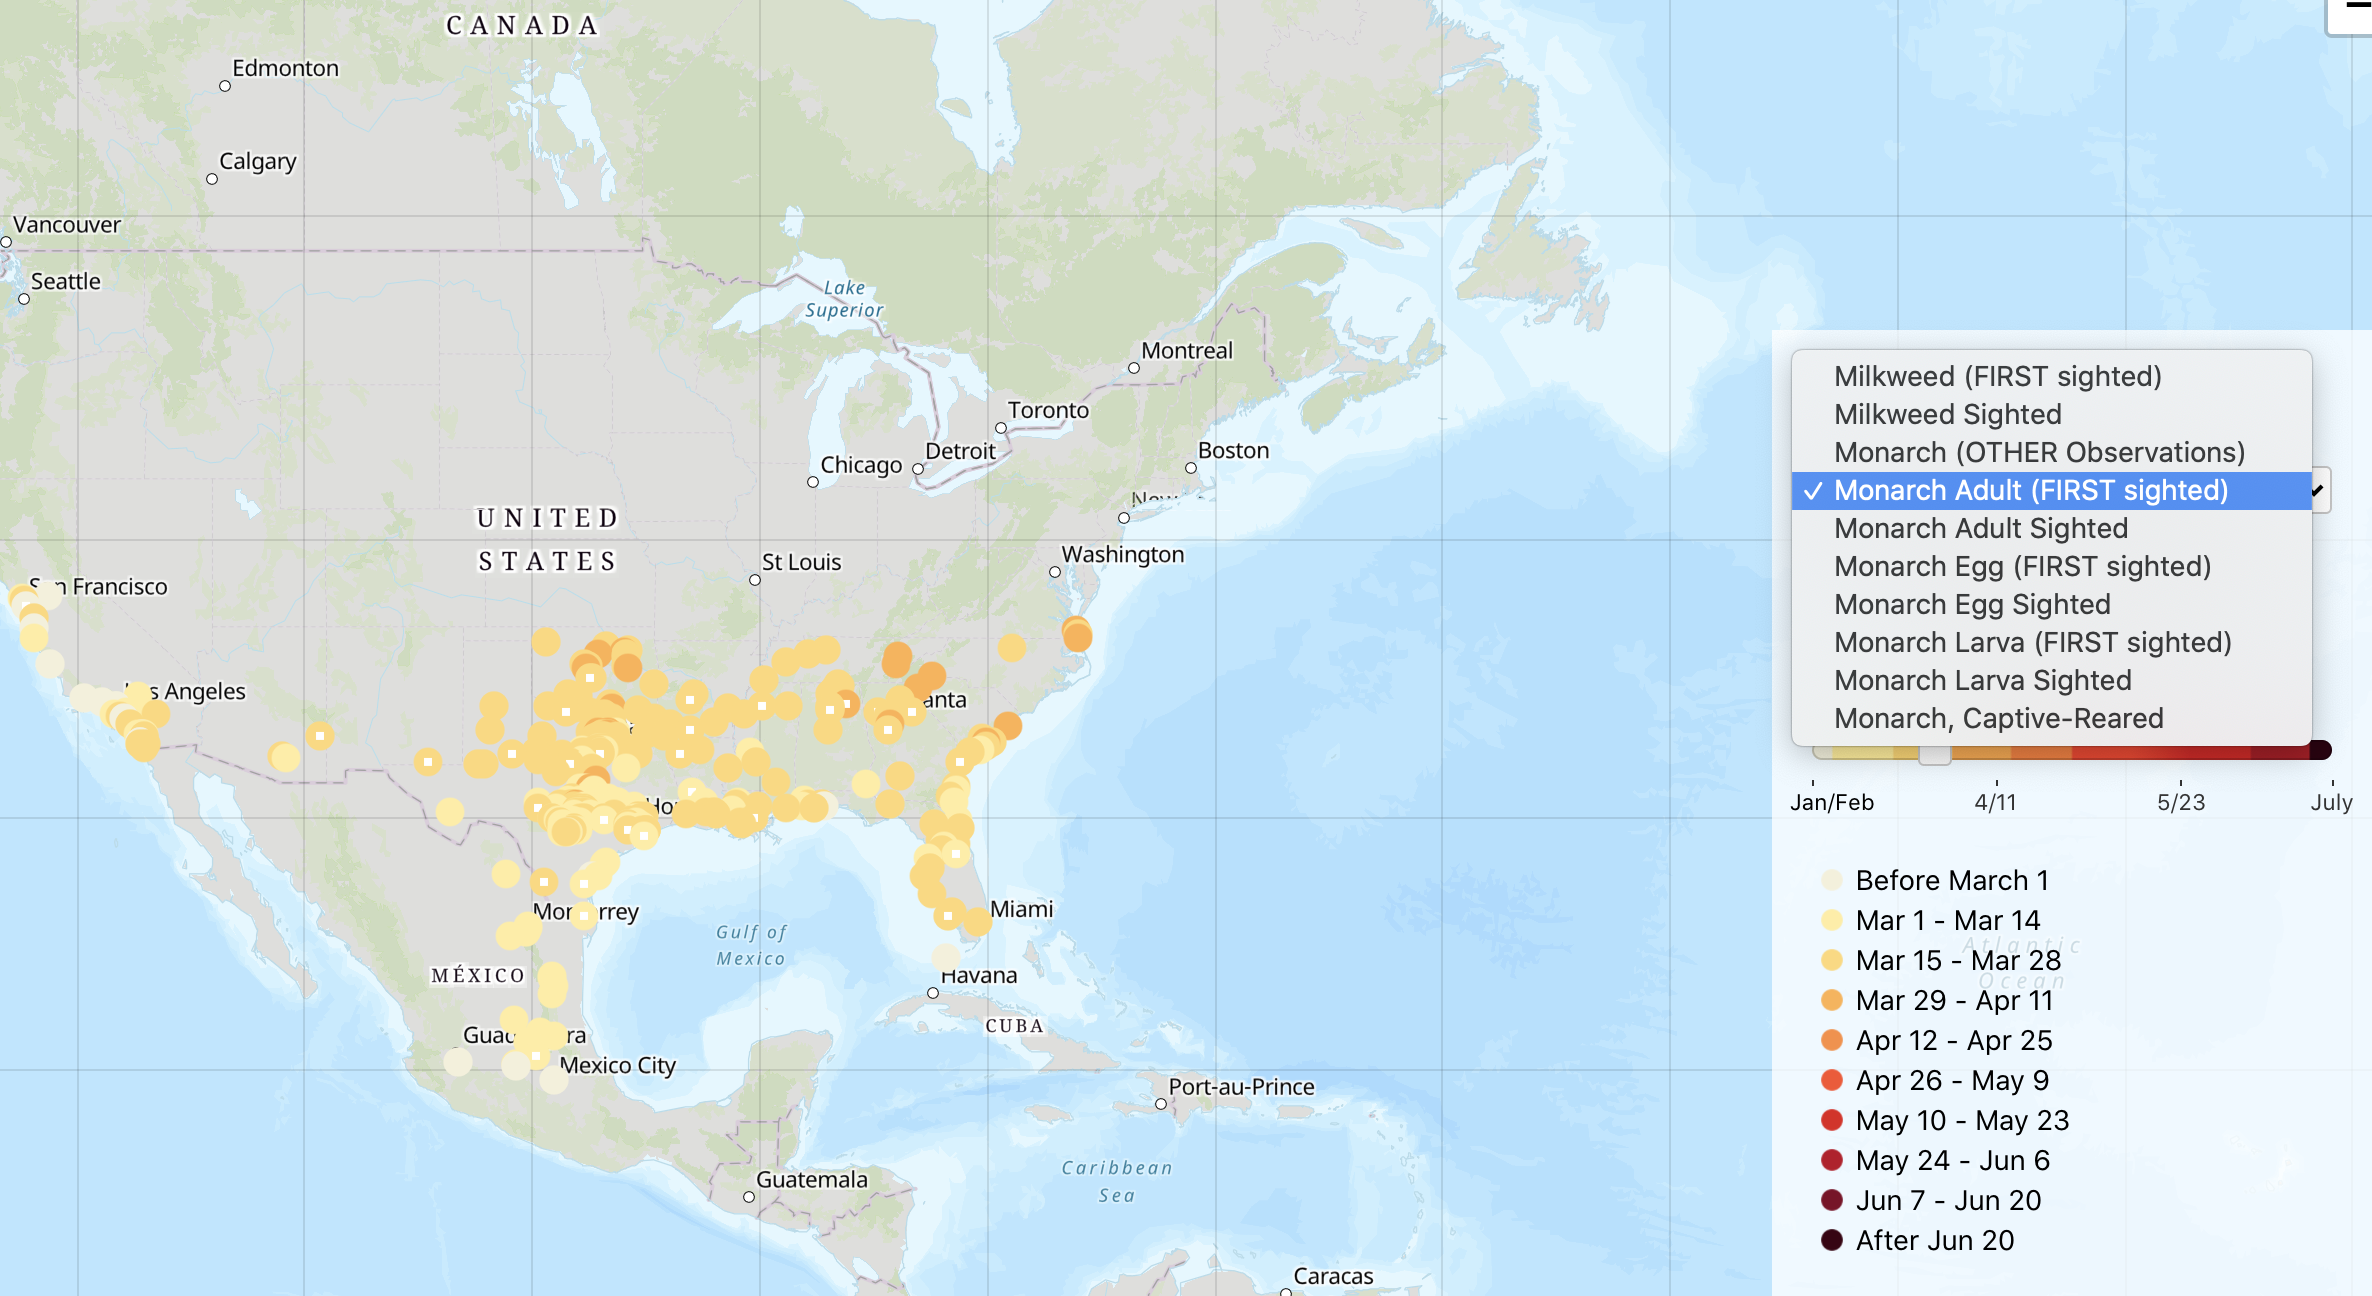 CANADA
Edmonton
Calgary
Vancouver
Seattle
Lake
Superior
Montreal
Toronto
Detroit
Boston
Chicago
UNITED
STATES
Washington
St Louis
San Francisco
Los Angeles
anta
Miami
Gulf of
Mexico
Havana
MÉXICO
CUBA
Mexico City
Port-au-Prince
Caribbean
Sea
Guatemala
Caracas
Milkweed (FIRST sighted)
Milkweed Sighted
Monarch (OTHER Observations)
✓ Monarch Adult (FIRST sighted)
Monarch Adult Sighted
Monarch Egg (FIRST sighted)
Monarch Egg Sighted
Monarch Larva (FIRST sighted)
Monarch Larva Sighted
Monarch, Captive-Reared
Jan/Feb 4/11 5/23 July
Before March 1
Mar 1 - Mar 14
Mar 15 - Mar 28
Mar 29 - Apr 11
Apr 12 - Apr 25
Apr 26 - May 9
May 10 - May 23
May 24 - Jun 6
Jun 7 - Jun 20
After Jun 20
Atlantic
Ocean